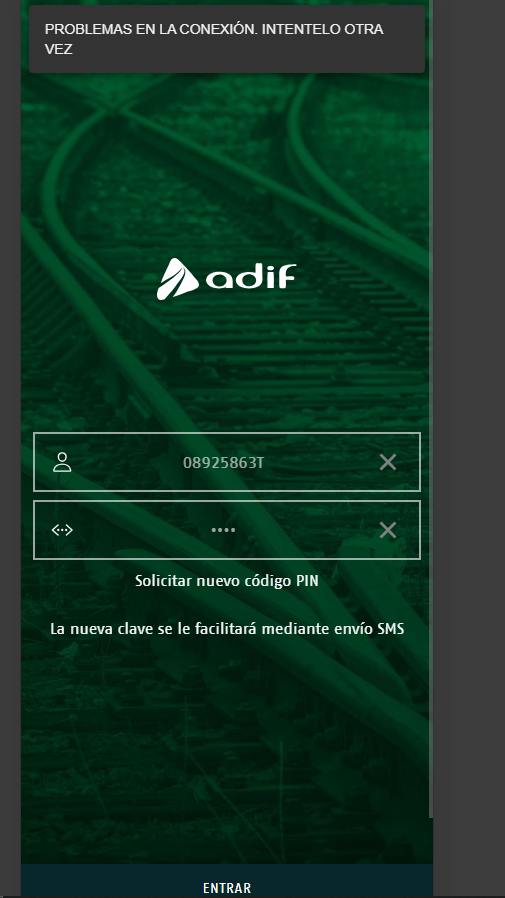 PROBLEMAS EN LA CONEXIÓN. INTENTELO OTRA
VEZ
adif
08925863T
••••
Solicitar nuevo código PIN
La nueva clave se le facilitará mediante envío SMS
ENTRAR